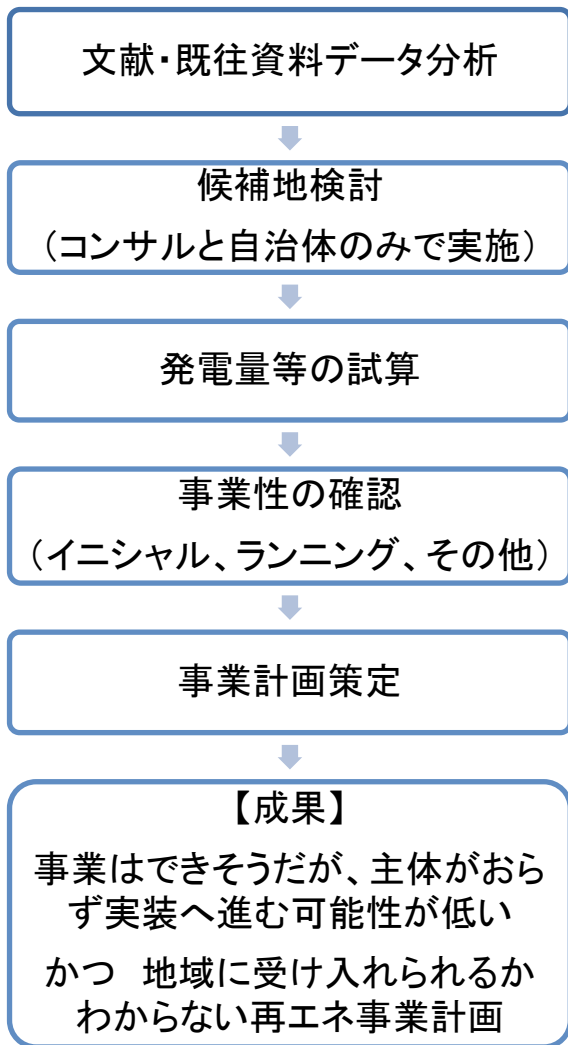 文献・既往資料データ分析
候補地検討
（コンサルと自治体のみで実施）
発電量等の試算
事業性の確認
（イニシャル、ランニング、その他）
事業計画策定
【成果】
事業はできそうだが、主体がおら
ず実装へ進む可能性が低い
かつ　地域に受け入れられるか
わからない再エネ事業計画